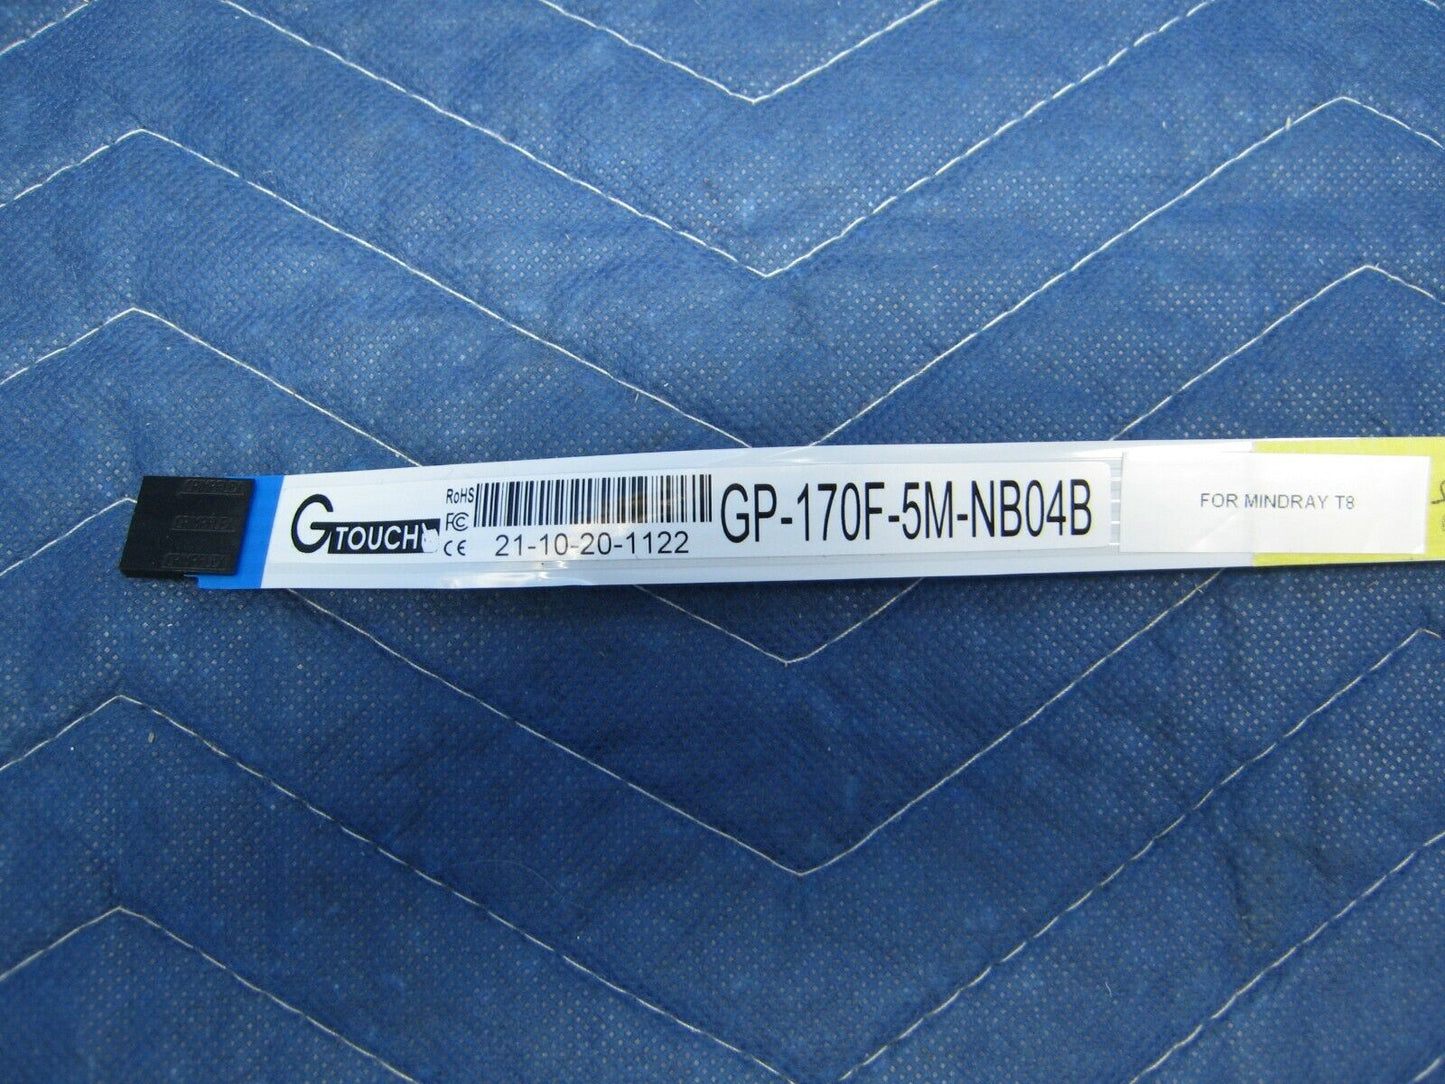 GTOUCH
RoHS
FC
CE
21-10-20-1122
GP-170F-5M-NB04B
FOR MINDRAY T8